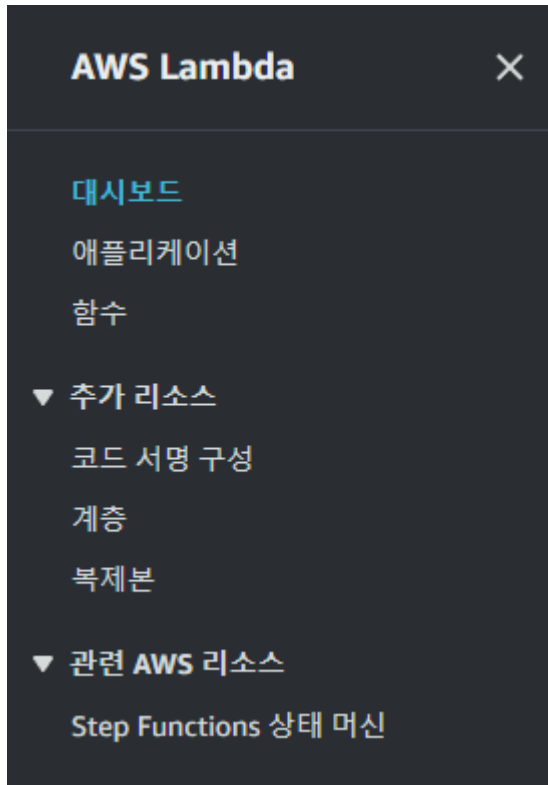 AWS Lambda
대시보드
애플리케이션
함수
추가 리소스
코드 서명 구성
계층
복제본
관련 AWS 리소스
Step Functions 상태 머신